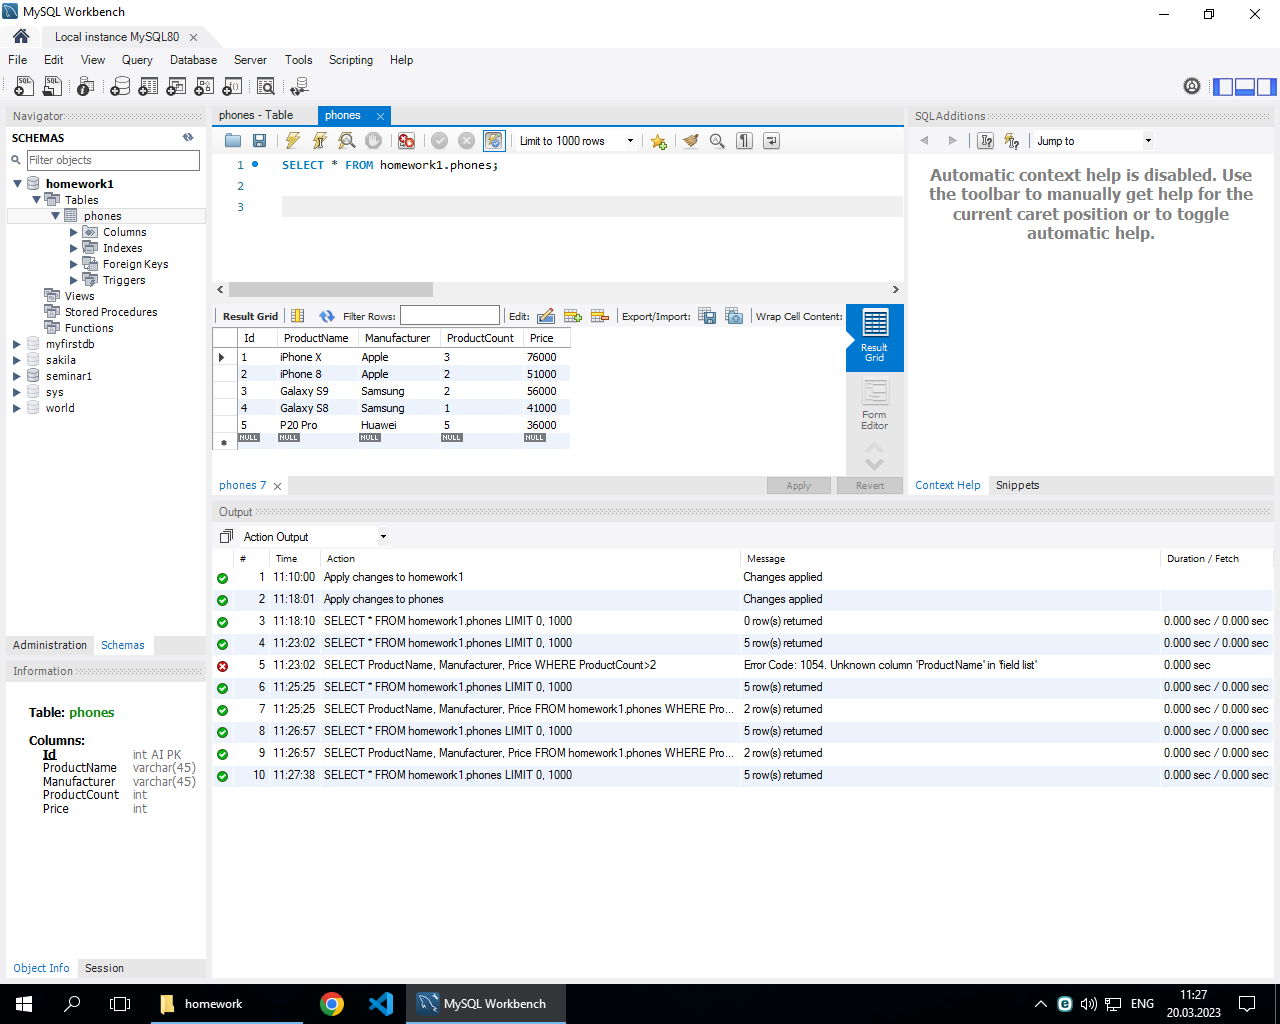 MySQL Workbench
Local instance MySQL80
File Edit View Query Database Server Tools Scripting Help
Navigator
SCHEMAS
Filter objects
homework1
Tables
phones
Columns
Indexes
Foreign Keys
Triggers
Views
Stored Procedures
Functions
myfirstdb
sakila
seminar1
sys
world
Administration Schemas
Information
Table: phones
Columns:
Id int AI PK
ProductName varchar(45)
Manufacturer varchar(45)
ProductCount int
Price int
Object Info Session
phones - Table phones
Limit to 1000 rows
1 SELECT * FROM homework1.phones;
2
3
Result Grid Filter Rows: Edit: Export/Import: Wrap Cell Content:
Id ProductName Manufacturer ProductCount Price
1 iPhone X Apple 3 76000
2 iPhone 8 Apple 2 51000
3 Galaxy S9 Samsung 2 56000
4 Galaxy S8 Samsung 1 41000
5 P20 Pro Huawei 5 36000
NULL NULL NULL NULL NULL
Result
Grid
Form
Editor
phones 7 Apply Revert
SQLAdditions
Jump to
Automatic context help is disabled. Use
the toolbar to manually get help for the
current caret position or to toggle
automatic help.
Context Help Snippets
Output
Action Output
# Time Action Message Duration / Fetch
1 11:10:00 Apply changes to homework1 Changes applied
2 11:18:01 Apply changes to phones Changes applied
3 11:18:10 SELECT * FROM homework1.phones LIMIT 0, 1000 0 row(s) returned 0.000 sec / 0.000 sec
4 11:23:02 SELECT * FROM homework1.phones LIMIT 0, 1000 5 row(s) returned 0.000 sec / 0.000 sec
5 11:23:02 SELECT ProductName, Manufacturer, Price WHERE ProductCount>2 Error Code: 1054. Unknown column 'ProductName' in 'field list' 0.000 sec
6 11:25:25 SELECT * FROM homework1.phones LIMIT 0, 1000 5 row(s) returned 0.000 sec / 0.000 sec
7 11:25:25 SELECT ProductName, Manufacturer, Price FROM homework1.phones WHERE Pro... 2 row(s) returned 0.000 sec / 0.000 sec
8 11:26:57 SELECT * FROM homework1.phones LIMIT 0, 1000 5 row(s) returned 0.000 sec / 0.000 sec
9 11:26:57 SELECT ProductName, Manufacturer, Price FROM homework1.phones WHERE Pro... 2 row(s) returned 0.000 sec / 0.000 sec
10 11:27:38 SELECT * FROM homework1.phones LIMIT 0, 1000 5 row(s) returned 0.000 sec / 0.000 sec
homework
MySQL Workbench
ENG
11:27
20.03.2023